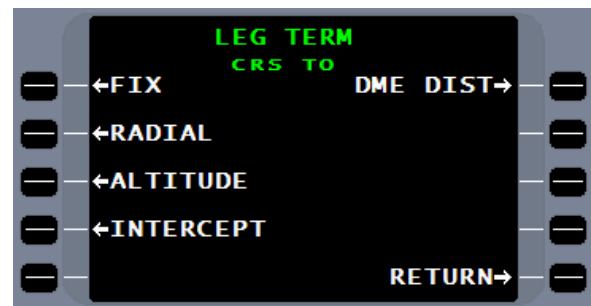 LEG TERM
CRS TO
←FIX DME DIST→
←RADIAL
←ALTITUDE
←INTERCEPT
RETURN→